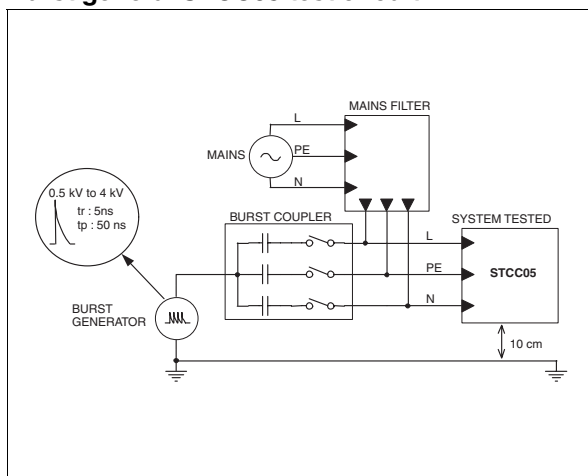 MAINS FILTER
L
MAINS
PE
N
0.5 kV to 4 kV
tr : 5ns
tp : 50 ns
BURST COUPLER
SYSTEM TESTED
L
PE
STCC05
N
BURST
GENERATOR
10 cm